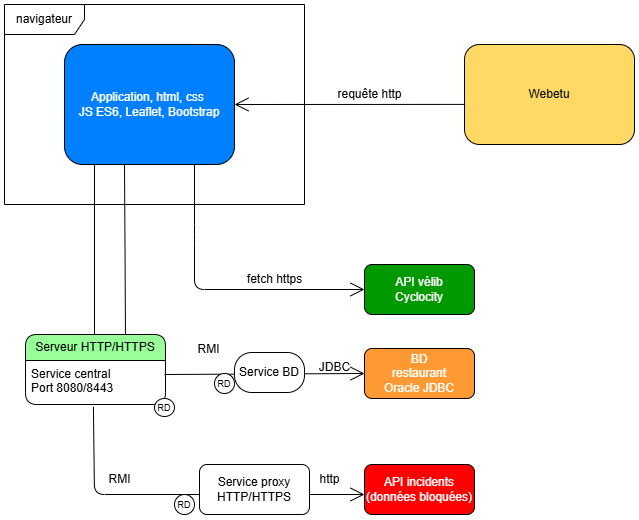 navigateur
Application, html, css
JS ES6, Leaflet, Bootstrap
requête http
Webetu
fetch https
API vélib
Cyclocity
Serveur HTTP/HTTPS
Service central
Port 8080/8443
RD
RMI
RD
Service BD
JDBC
BD
restaurant
Oracle JDBC
RMI
RD
Service proxy
HTTP/HTTPS
http
API incidents
(données bloquées)